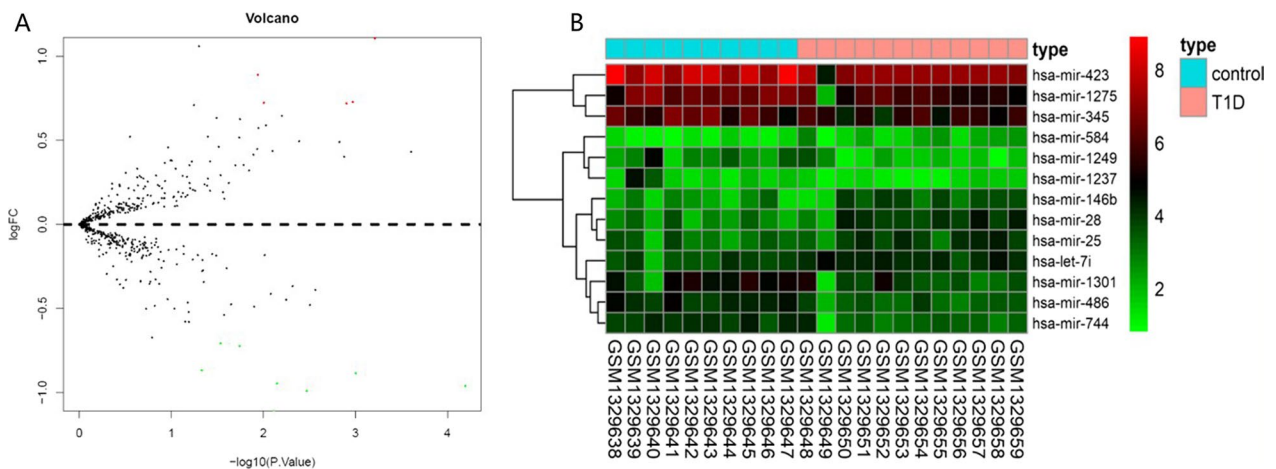 A
Volcano
1.0
0.5
0.0
−0.5
−1.0
logFC
0
1
2
3
4
−log10(P.Value)
B
type
hsa-mir-423
hsa-mir-1275
hsa-mir-345
hsa-mir-584
hsa-mir-1249
hsa-mir-1237
hsa-mir-146b
hsa-mir-28
hsa-mir-25
hsa-let-7i
hsa-mir-1301
hsa-mir-486
hsa-mir-744
GSM1329638
GSM1329639
GSM1329640
GSM1329641
GSM1329642
GSM1329643
GSM1329644
GSM1329645
GSM1329646
GSM1329647
GSM1329648
GSM1329649
GSM1329650
GSM1329651
GSM1329652
GSM1329653
GSM1329654
GSM1329655
GSM1329656
GSM1329657
GSM1329658
GSM1329659
8
6
4
2
type
control
T1D